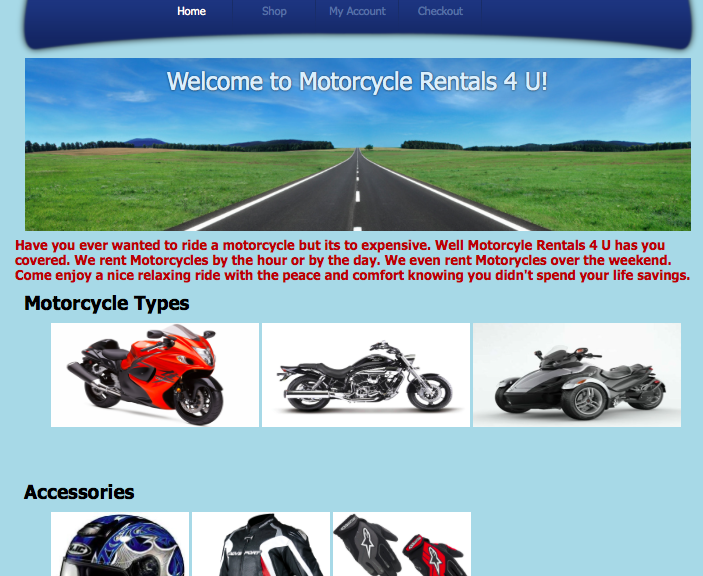 Home Shop My Account Checkout
Welcome to Motorcycle Rentals 4 U!
Have you ever wanted to ride a motorcycle but its to expensive. Well Motorcyle Rentals 4 U has you
covered. We rent Motorcycles by the hour or by the day. We even rent Motorycles over the weekend.
Come enjoy a nice relaxing ride with the peace and comfort knowing you didn't spend your life savings.
Motorcycle Types
Accessories